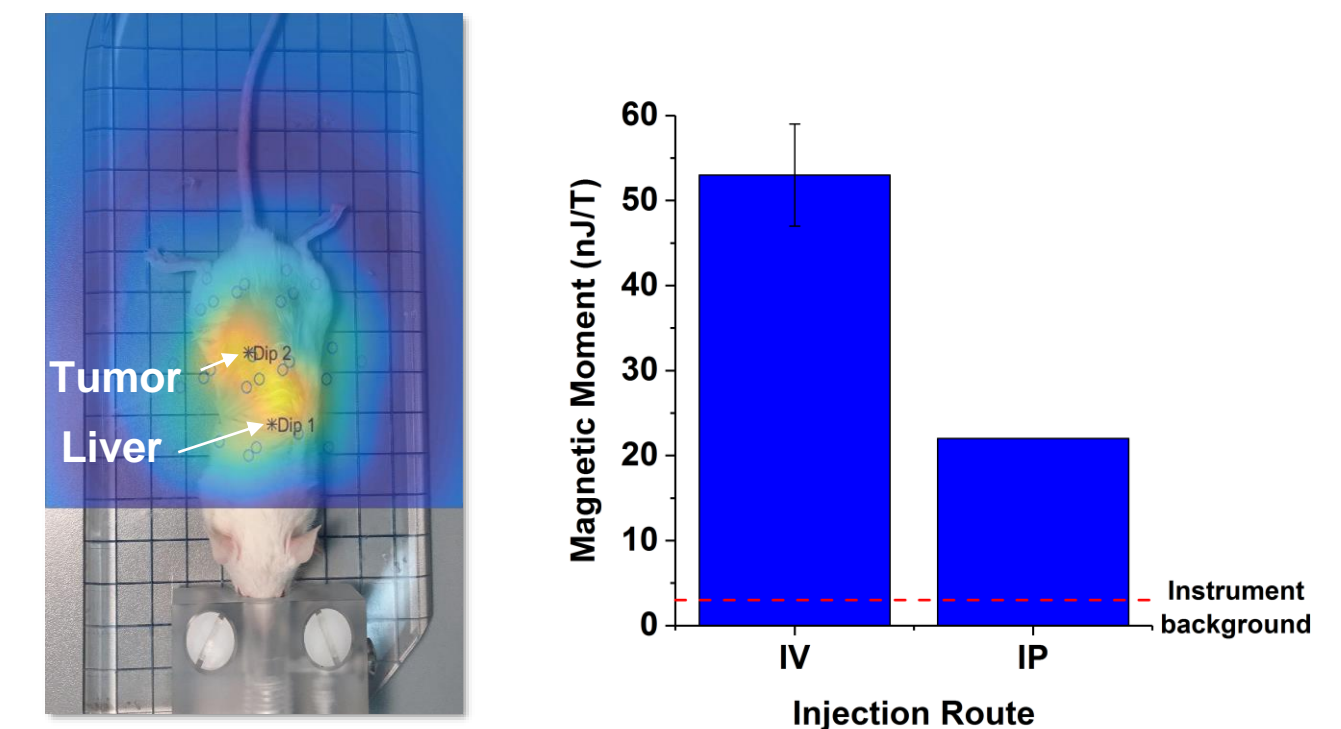 Tumor
Liver
*Dip 2
*Dip 1
Magnetic Moment (nJ/T)
60
50
40
30
20
10
0
IV
IP
Injection Route
Instrument
background